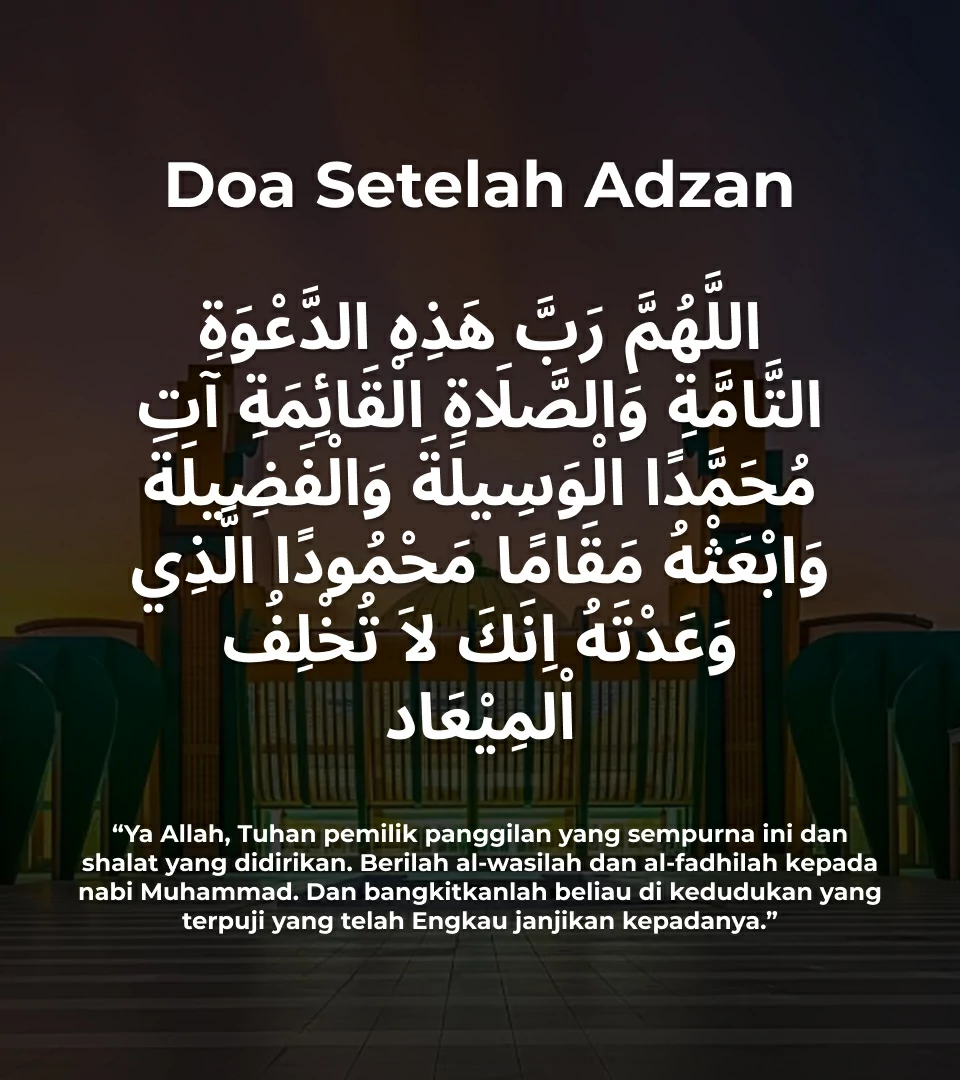 Doa Setelah Adzan
اللَّهُمَّ رَبَّ هَذِهِ الدَّعْوَةِ
التَّامَّةِ وَالصَّلَاةِ الْقَائِمَةِ آتِ
مُحَمَّدًا الْوَسِيلَةَ وَالْفَضِيلَةَ
وَابْعَثْهُ مَقَامًا مَحْمُودًا الَّذِي
وَعَدْتَهُ اِنَكَ لاَ تُخْلِفُ
اْلمِيْعَاد
“Ya Allah, Tuhan pemilik panggilan yang sempurna ini dan
shalat yang didirikan. Berilah al-wasilah dan al-fadhilah kepada
nabi Muhammad. Dan bangkitkanlah beliau di kedudukan yang
terpuji yang telah Engkau janjikan kepadanya.”